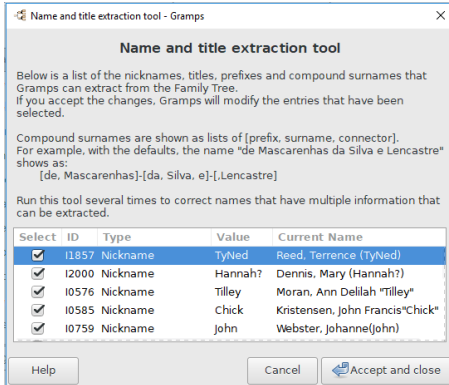 Name and title extraction tool - Gramps
Name and title extraction tool
Below is a list of the nicknames, titles, prefixes and compound surnames that
Gramps can extract from the Family Tree.
If you accept the changes, Gramps will modify the entries that have been
selected.
Compound surnames are shown as lists of [prefix, surname, connector].
For example, with the defaults, the name "de Mascarenhas da Silva e Lencastre"
shows as:
[de, Mascarenhas]-[da, Silva, e]-[,Lencastre]
Run this tool several times to correct names that have multiple information that
can be extracted.
Select ID Type Value Current Name
I1857 Nickname TyNed Reed, Terrence (TyNed)
I2000 Nickname Hannah? Dennis, Mary (Hannah?)
I0576 Nickname Tilley Moran, Ann Delilah "Tilley"
I0585 Nickname Chick Kristensen, John Francis"Chick"
I0759 Nickname John Webster, Johanne(John)
Help Cancel Accept and close